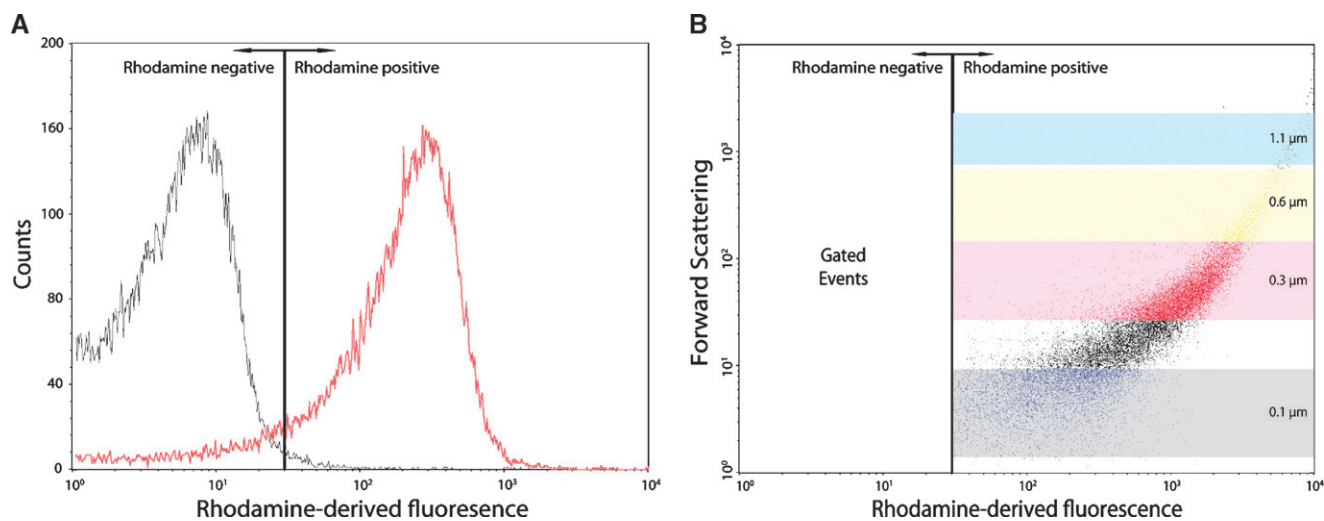 A
200
160
100
80
40
0
Counts
Rhodamine negative
Rhodamine positive
10⁰
10¹
10²
10³
10⁴
Rhodamine-derived fluoresence
B
10⁴
10³
10²
10¹
10⁰
Forward Scattering
Rhodamine negative
Rhodamine positive
Gated
Events
1.1 μm
0.6 μm
0.3 μm
0.1 μm
10⁰
10¹
10²
10³
10⁴
Rhodamine-derived fluoresence